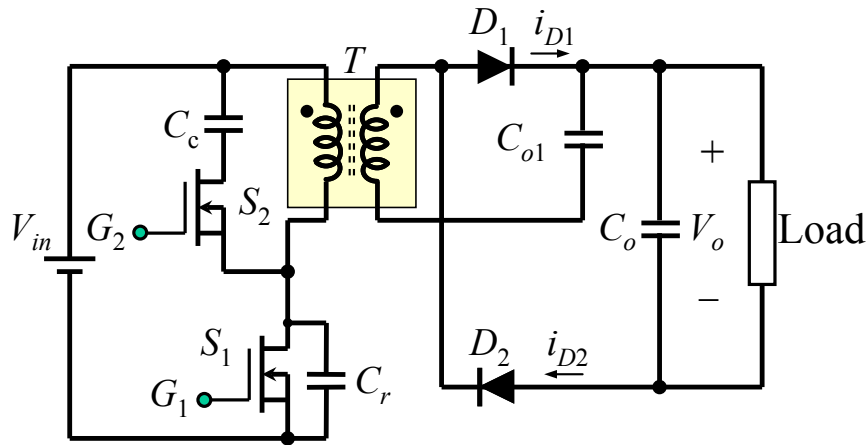 D1
iD1
T
Cc
Co1
S2
Vin
G2
+
Co
Vo
Load
−
S1
D2
iD2
G1
Cr